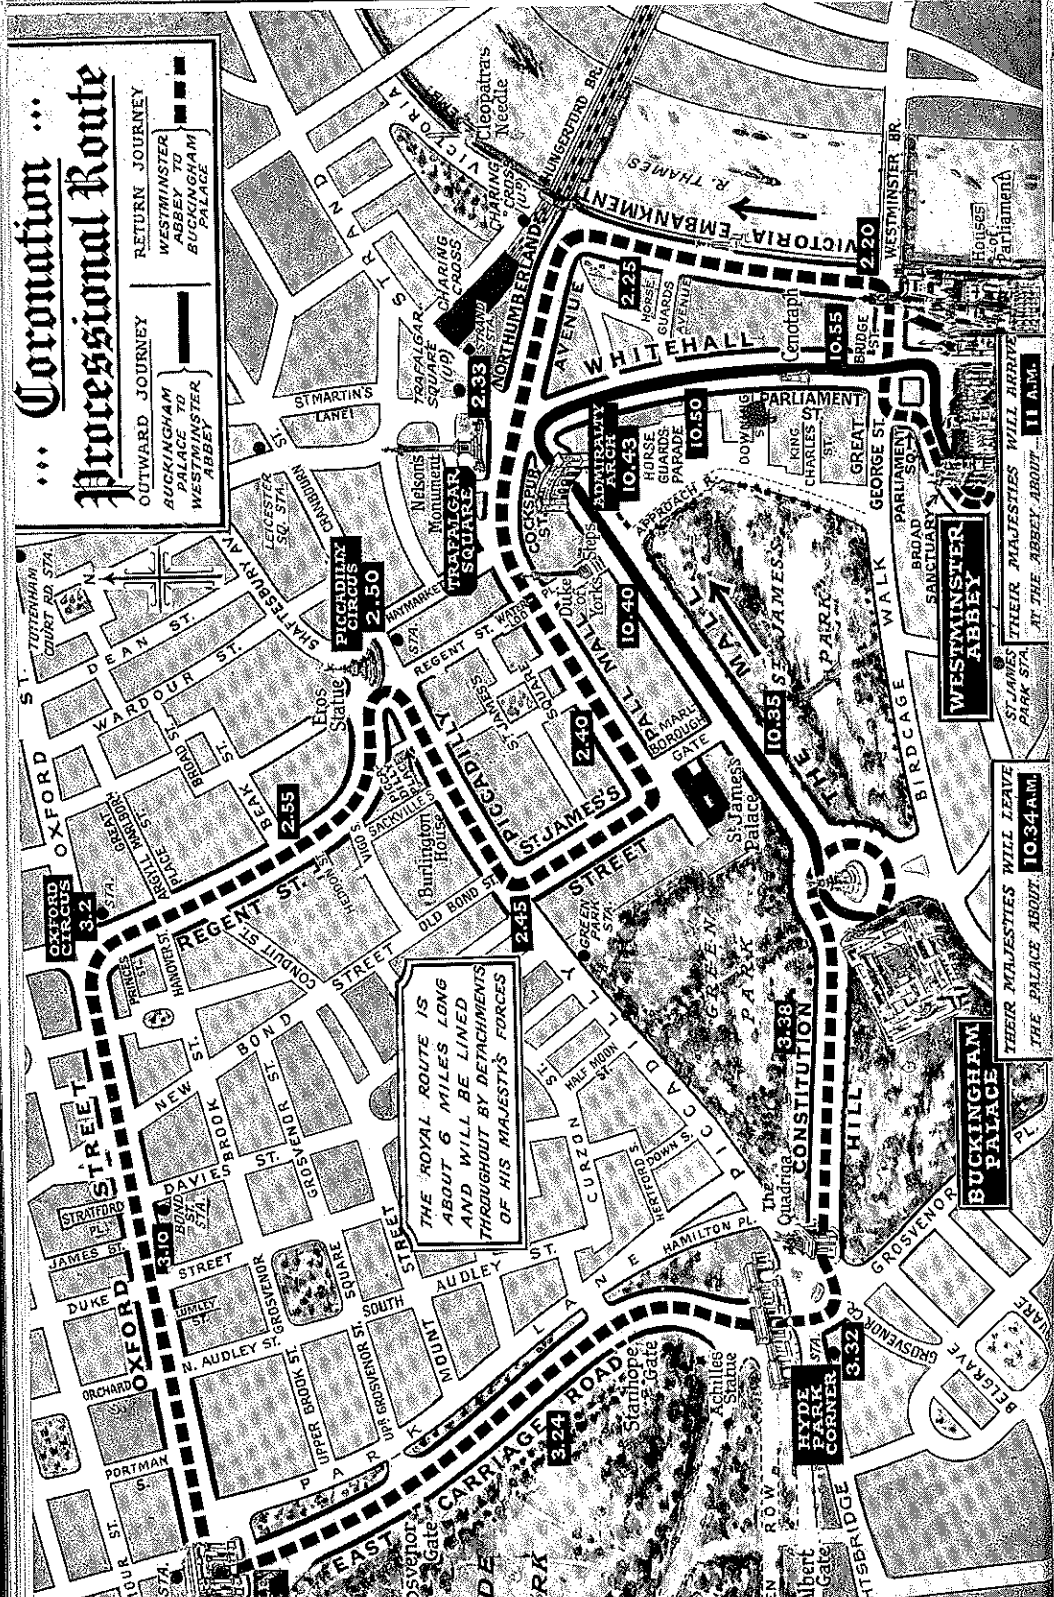 ... Coronation ...
Processional Route
OUTWARD JOURNEY
BUCKINGHAM
PALACE TO
WESTMINSTER
ABBEY
RETURN JOURNEY
WESTMINSTER
ABBEY TO
BUCKINGHAM
PALACE
THE ROYAL ROUTE IS
ABOUT 6 MILES LONG
AND WILL BE LINED
THROUGHOUT BY DETACHMENTS
OF HIS MAJESTY'S FORCES
THEIR MAJESTIES WILL LEAVE
THE PALACE ABOUT 10.34 A.M.
THEIR MAJESTIES WILL ARRIVE
AT THE ABBEY ABOUT 11 A.M.
BUCKINGHAM
PALACE
WESTMINSTER
ABBEY
HYDE
PARK
CORNER
3.32
OXFORD
CIRCUS
3.2
PICCADILLY
CIRCUS
2.50
TRAFALGAR
SQUARE
ADMIRALTY
ARCH
10.43
10.35
10.40
10.50
10.55
2.20
2.25
2.33
2.40
2.45
2.55
3.10
3.24
3.38
N
TOTTENHAM
COURT RD STA
OXFORD ST.
DEAN ST.
WARDOUR ST.
BROAD ST.
BEAK ST.
GREAT
MARLBORO
ST.
ARGYLL
PLACE
STA.
SHAFTESBURY AV
LEICESTER
SQ. STA.
CRANBOURN
ST.
ST MARTIN'S
LANE
STRAND
VICTORIA
Cleopatra's
Needle
CHARING
CROSS
(UP)
HUNGERFORD BR.
R. THAMES
VICTORIA EMBANKMENT
WESTMINSTER BR.
Houses
of
Parliament
CHARING
CROSS
STRAND
STA.
TRAFALGAR
SQUARE
(UP)
NORTHUMBERLAND
AVENUE
HORSE
GUARDS
AVENUE
WHITEHALL
Cenotaph
BRIDGE
ST.
PARLIAMENT
ST.
KING
CHARLES
ST.
GREAT
GEORGE ST.
PARLIAMENT
SQ.
BROAD
SANCTUARY
HORSE
GUARDS
PARADE
APPROACH R.
Nelson's
Monument
COCKSPUR
ST.
Duke
of
York's
Steps
WATERLOO
PL.
Eros
Statue
HAYMARKET
STA.
REGENT ST.
ST. JAMES'S
SQUARE
PALL MALL
MARL-
BOROUGH
GATE
St. James's
Palace
THE MALL
ST JAMES'S
PARK
BIRDCAGE WALK
ST. JAMES
PARK STA.
PICCADILLY
ST JAMES'S
STREET
Burlington
House
SACKVILLE S.
VIGO S.
HEDDON ST.
REGENT ST.
OLD BOND ST.
CONDUIT ST.
HANOVER ST.
PRINCES
ST.
NEW BOND STREET
GREEN
PARK
STA.
GREEN
PARK
PICCADILLY
HALF MOON
ST.
CURZON ST.
HERTFORD S.
DOWN S.
HAMILTON PL.
The
Quadriga
CONSTITUTION
HILL
GROSVENOR PL.
GROSVENOR CR.
BELGRAVE
SQUARE
STA.
OXFORD STREET
STRATFORD
PL.
JAMES ST.
DUKE STREET
BOND
ST.
STA.
DAVIES ST.
BROOK ST.
GROSVENOR ST.
GROSVENOR
SQUARE
LUMLEY
ST.
N. AUDLEY ST.
SOUTH AUDLEY ST.
MOUNT STREET
UPPER BROOK ST.
UP. GROSVENOR ST.
ORCHARD
PORTMAN
S.
PARK LANE
EAST CARRIAGE ROAD
Stanhope
Gate
Achilles
Statue
ROW